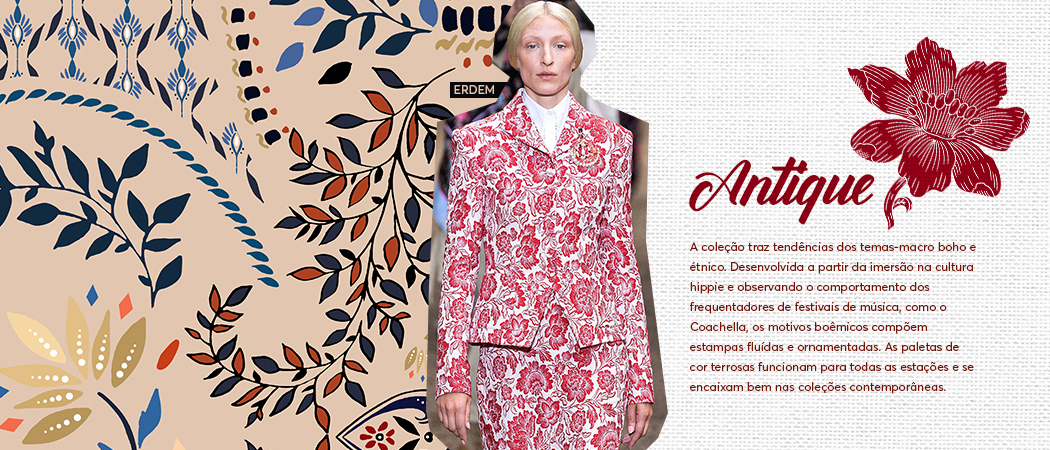 ERDEM
Antique
A coleção traz tendências dos temas-macro boho e
étnico. Desenvolvida a partir da imersão na cultura
hippie e observando o comportamento dos
frequentadores de festivais de música, como o
Coachella, os motivos boêmicos compõem
estampas fluídas e ornamentadas. As paletas de
cor terrosas funcionam para todas as estações e se
encaixam bem nas coleções contemporâneas.